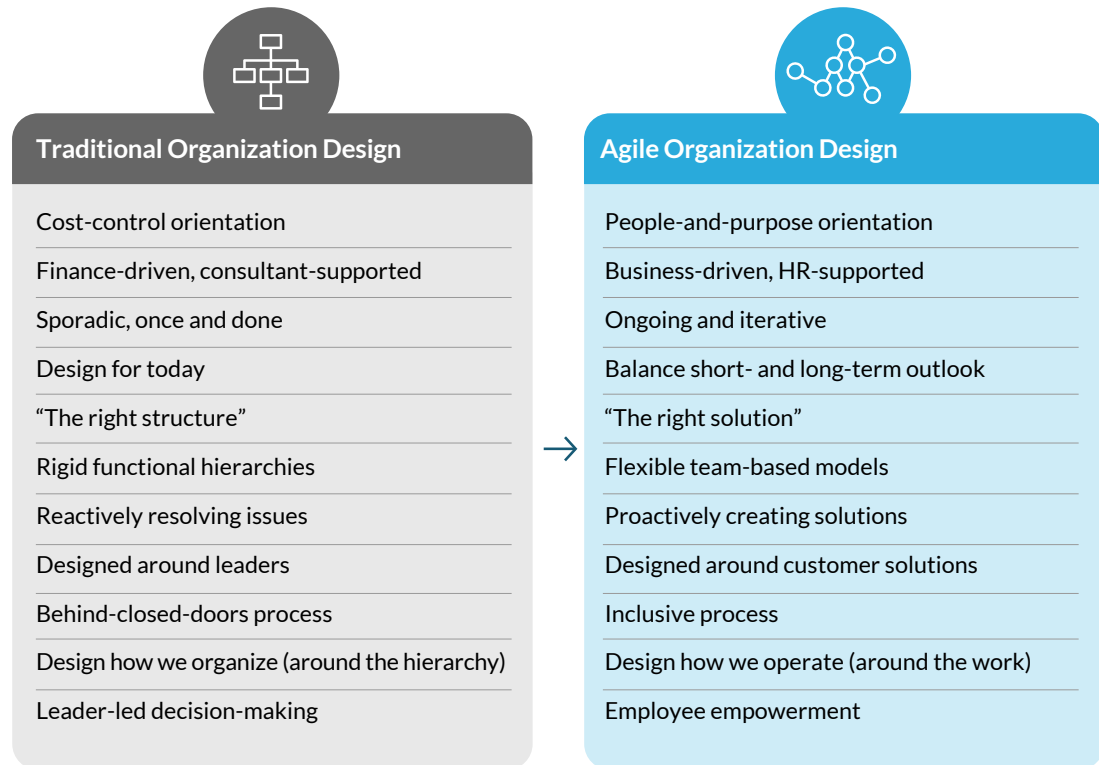 Traditional Organization Design
Cost-control orientation
Finance-driven, consultant-supported
Sporadic, once and done
Design for today
“The right structure”
Rigid functional hierarchies
Reactively resolving issues
Designed around leaders
Behind-closed-doors process
Design how we organize (around the hierarchy)
Leader-led decision-making
Agile Organization Design
People-and-purpose orientation
Business-driven, HR-supported
Ongoing and iterative
Balance short- and long-term outlook
“The right solution”
Flexible team-based models
Proactively creating solutions
Designed around customer solutions
Inclusive process
Design how we operate (around the work)
Employee empowerment